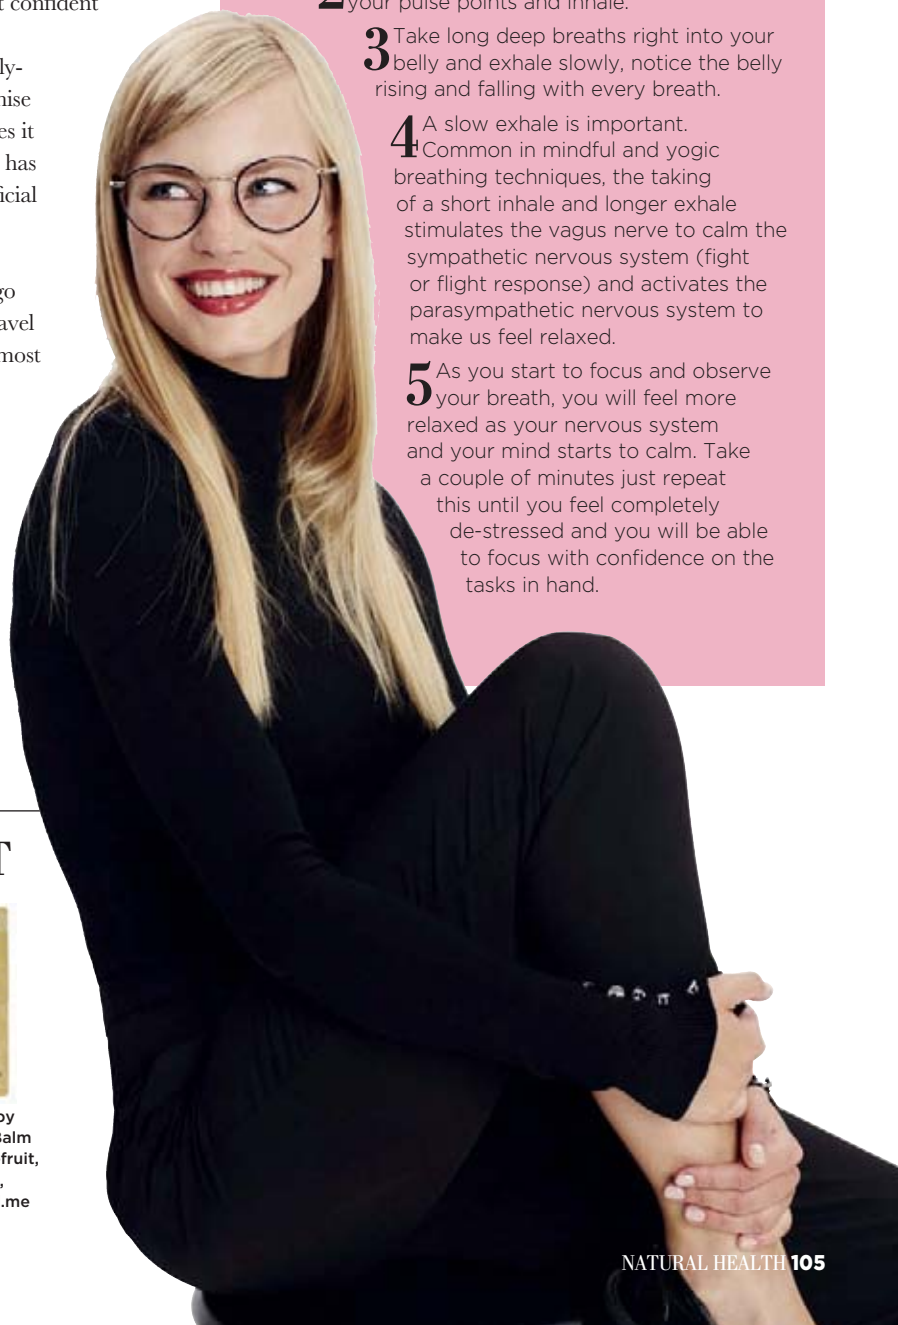 t confident
ly-
nise
es it
has
icial
go
avel
most
T
by
Balm
fruit,
,
.me
2 your pulse points and inhale.
3 Take long deep breaths right into your
belly and exhale slowly, notice the belly
rising and falling with every breath.
4 A slow exhale is important.
Common in mindful and yogic
breathing techniques, the taking
of a short inhale and longer exhale
stimulates the vagus nerve to calm the
sympathetic nervous system (fight
or flight response) and activates the
parasympathetic nervous system to
make us feel relaxed.
5 As you start to focus and observe
your breath, you will feel more
relaxed as your nervous system
and your mind starts to calm. Take
a couple of minutes just repeat
this until you feel completely
de-stressed and you will be able
to focus with confidence on the
tasks in hand.
NATURAL HEALTH 105